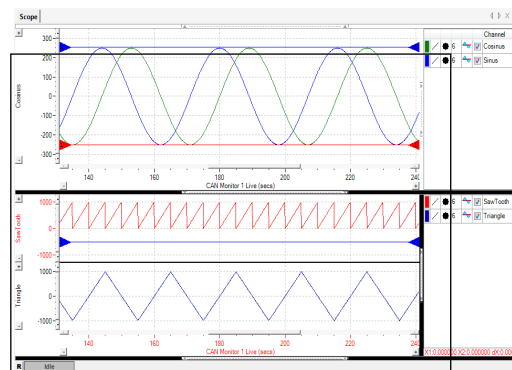 Scope
Channel
300
200
100
0
-100
-200
-300
Cosinus
6 Cosinus
6 Sinus
140 160 180 200 220 240
CAN Monitor 1 Live (secs)
1000
0
-1000
SawTooth
6 SawTooth
6 Triangle
1000
0
-1000
Triangle
140 160 180 200 220 240
CAN Monitor 1 Live (secs)
X1:0.000000 X2:0.000000 dX:0.00
R Idle